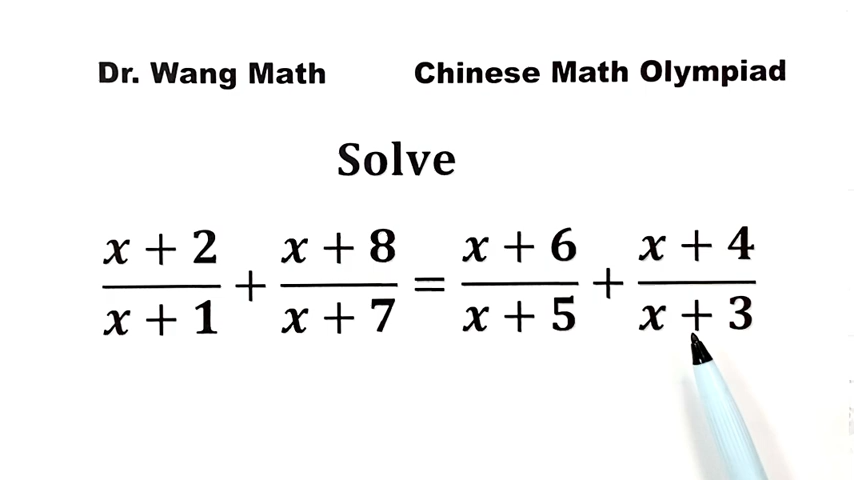 Dr. Wang Math Chinese Math Olympiad
Solve
x + 2 / x + 1 + x + 8 / x + 7 = x + 6 / x + 5 + x + 4 / x + 3